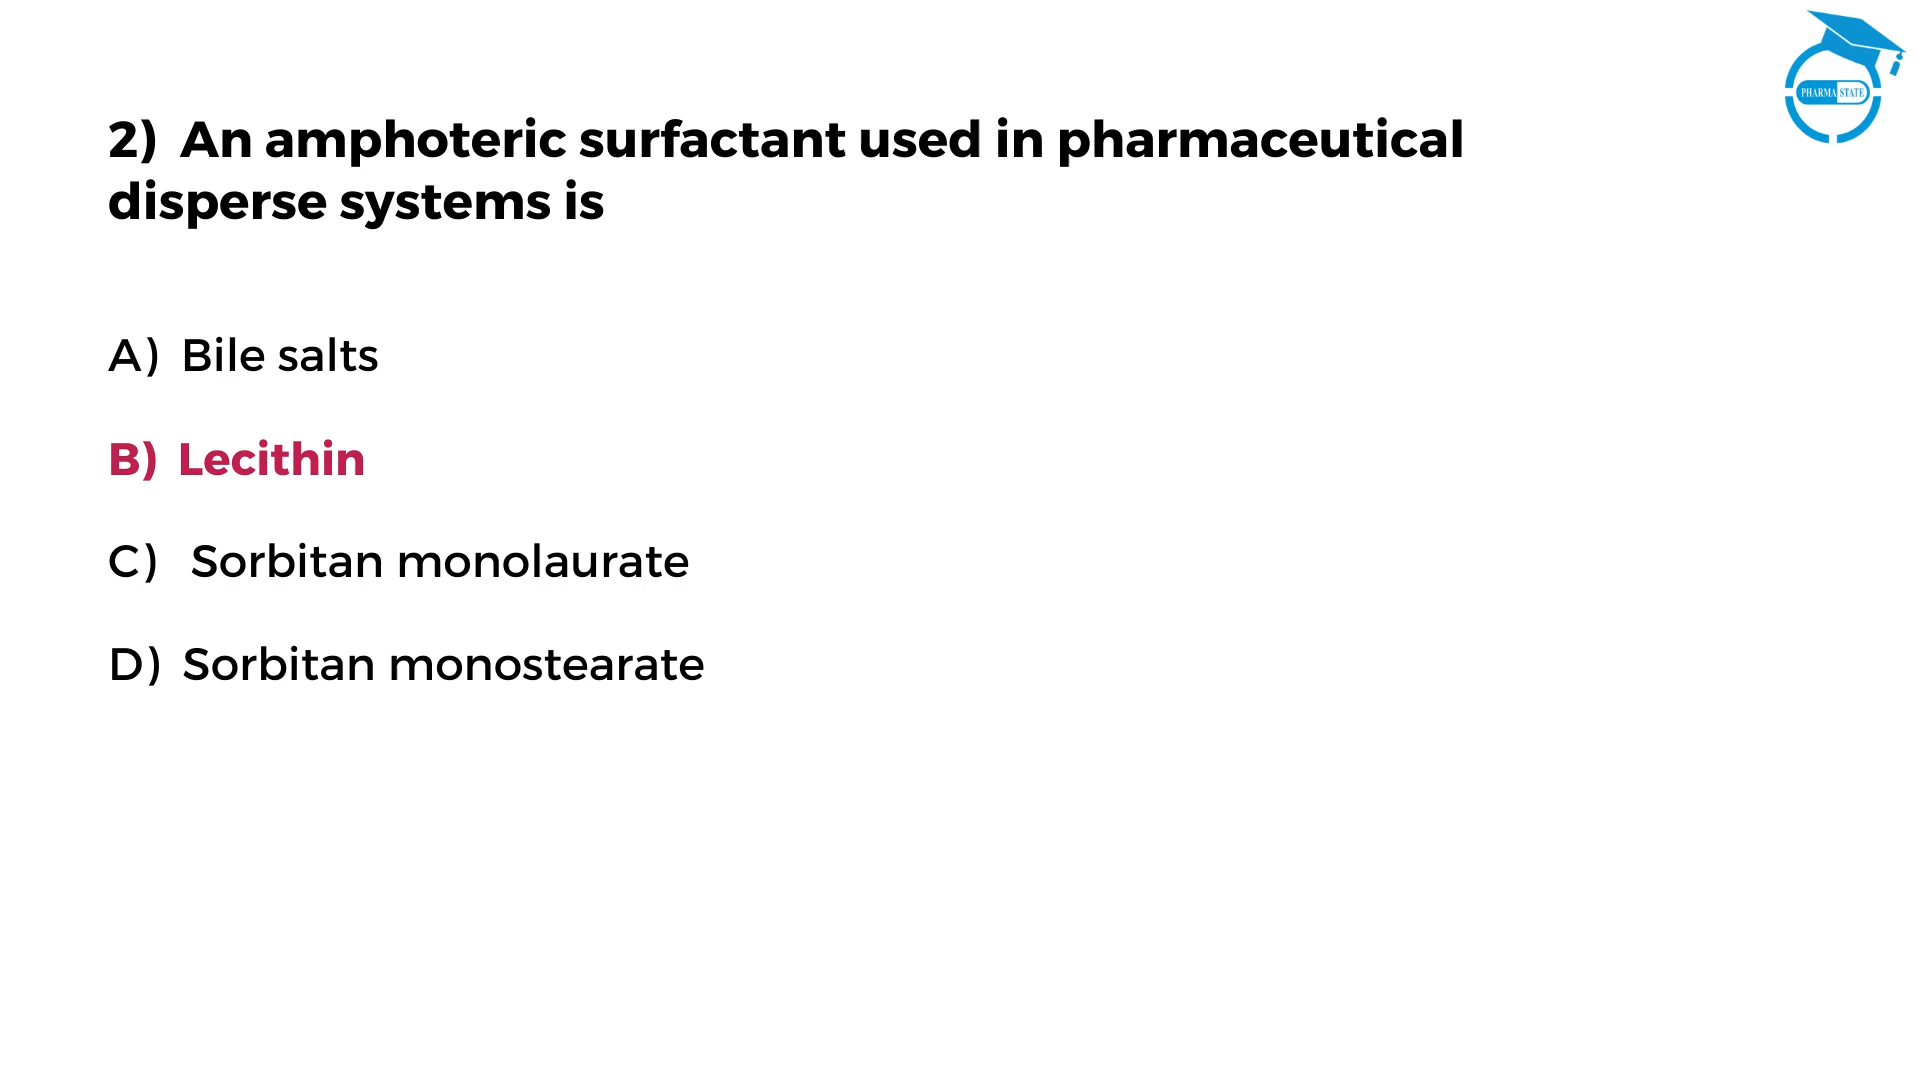 PHARMA STATE
2) An amphoteric surfactant used in pharmaceutical
disperse systems is
A) Bile salts
B) Lecithin
C) Sorbitan monolaurate
D) Sorbitan monostearate